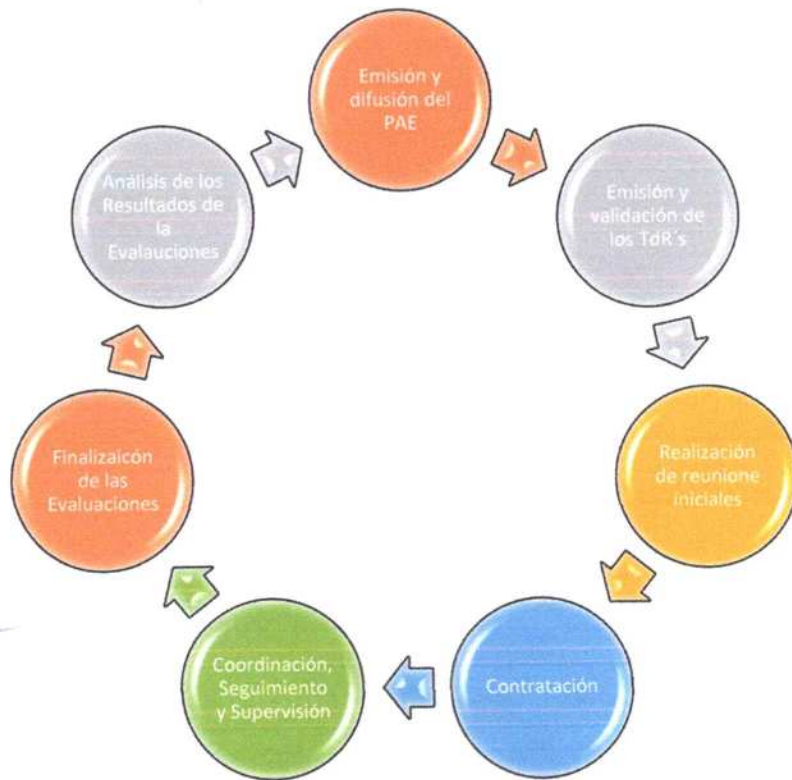 Emisión y
difusión del
PAE
Emisión y
validación de
los TdR´s
Realización
de reunione
iniciales
Contratación
Coordinación,
Seguimiento
y Supervisión
Finalizaicón
de las
Evaluaciones
Análisis de los
Resultados de
la
Evalauciones